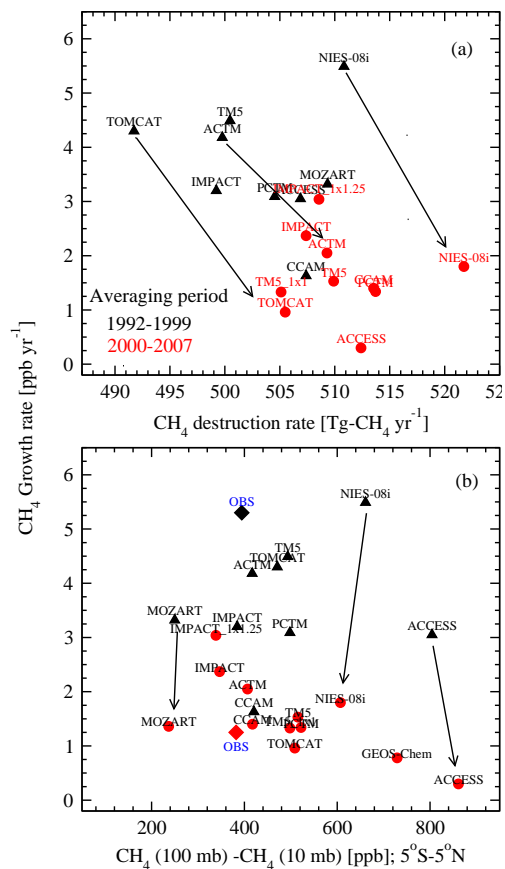 6
(a)
NIES-08i
5
TM5
TOMCAT
ACTM
4
MOZART
IMPACT
PCTM
ACCESS
IMPACT_1x1.25
3
IMPACT
ACTM
2
CCAM
NIES-08i
TM5
CCAM
PCTM
TM5_1x1
Averaging period
TOMCAT
1
1992-1999
2000-2007
ACCESS
0
490 495 500 505 510 515 520 525
CH4 destruction rate [Tg-CH4 yr-1]
CH4 Growth rate [ppb yr-1]
6
(b)
NIES-08i
OBS
5
TM5
TOMCAT
ACTM
4
MOZART
IMPACT
ACCESS
IMPACT_1x1.25
PCTM
3
IMPACT
ACTM
2
NIES-08i
CCAM
TM5
MOZART
CCAM
OBS
TOMCAT
1
GEOS-Chem
ACCESS
0
200 400 600 800
CH4 (100 mb) -CH4 (10 mb) [ppb]; 5oS-5oN